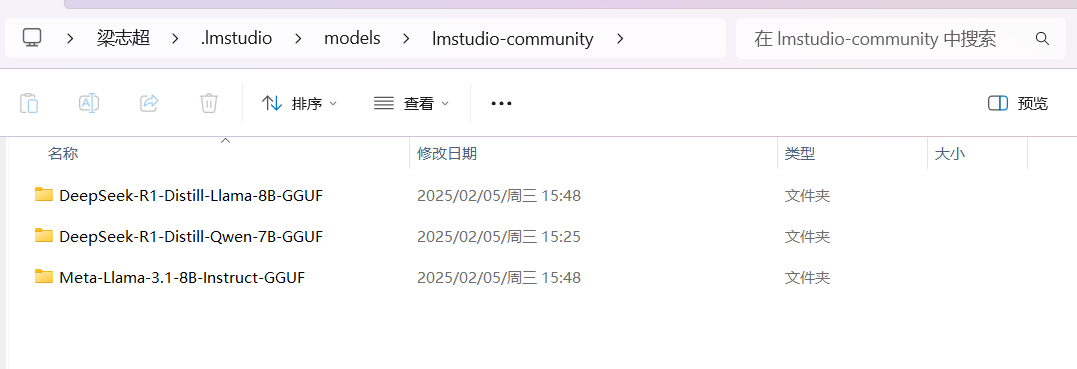 梁志超 .lmstudio models lmstudio-community 在 lmstudio-community 中搜索
排序 查看 预览
名称 修改日期 类型 大小
DeepSeek-R1-Distill-Llama-8B-GGUF 2025/02/05/周三 15:48 文件夹
DeepSeek-R1-Distill-Qwen-7B-GGUF 2025/02/05/周三 15:25 文件夹
Meta-Llama-3.1-8B-Instruct-GGUF 2025/02/05/周三 15:48 文件夹